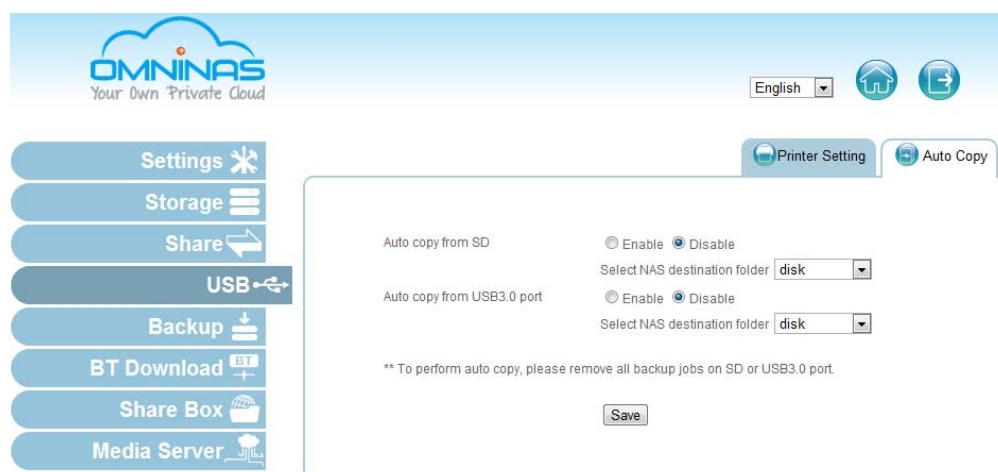 OMNINAS
Your Own Private Cloud
English
Settings
Printer Setting
Auto Copy
Storage
Share
USB
Backup
BT Download
BT
Share Box
Media Server
Auto copy from SD
Enable
Disable
Select NAS destination folder
disk
Auto copy from USB3.0 port
Enable
Disable
Select NAS destination folder
disk
** To perform auto copy, please remove all backup jobs on SD or USB3.0 port.
Save